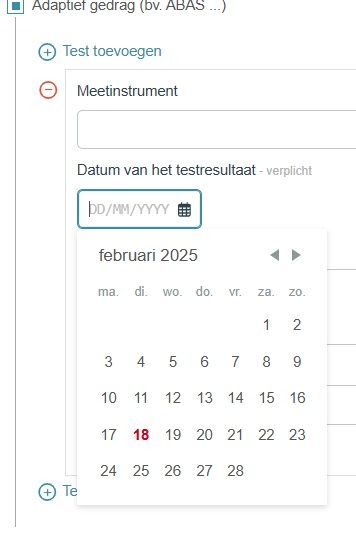 Adaptief gedrag (bv. ABAS ...)
Test toevoegen
Meetinstrument
Datum van het testresultaat - verplicht
DD/MM/YYYY
februari 2025
ma. di. wo. do. vr. za. zo.
1 2
3 4 5 6 7 8 9
10 11 12 13 14 15 16
17 18 19 20 21 22 23
24 25 26 27 28
Te